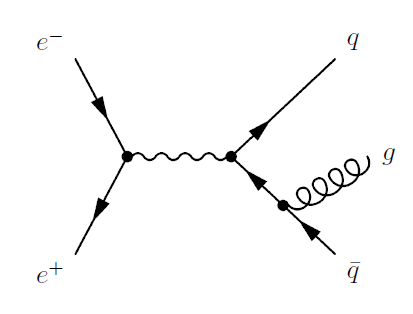 e⁻ q
g
e⁺ q̄